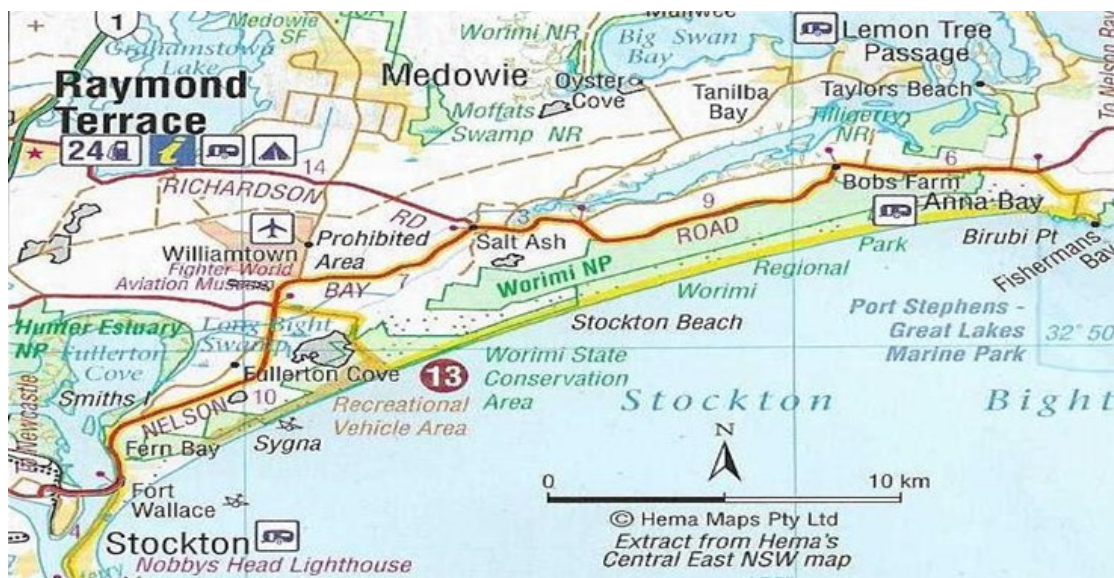 1
Medowie
SF
Grahamstown
Lake
Raymond
Terrace
24
i
14
RICHARDSON
RD
Medowie
Worimi NR
Moffats
Swamp NR
Oyster
Cove
Big Swan
Bay
Tanilba
Bay
Lemon Tree
Passage
Taylors Beach
Tilligerry
NR
To Nelson Bay
6
Bobs Farm
Anna Bay
Birubi Pt
Fishermans
Bay
9
ROAD
3
Salt Ash
Prohibited
Area
Williamtown
Fighter World
Aviation Museum
7
BAY
Worimi NP
Park
Regional
Worimi
Stockton Beach
Port Stephens -
Great Lakes
Marine Park
32° 50
Hunter Estuary
NP
Fullerton
Cove
Long Bight
Swamp
Smiths I
Fullerton Cove
13
Worimi State
Conservation
Area
Recreational
Vehicle Area
10
NELSON
Sygna
Stockton Bight
Fern Bay
To Newcastle
Fort
Wallace
4
Stockton
Nobbys Head Lighthouse
N
0 10 km
© Hema Maps Pty Ltd
Extract from Hema's
Central East NSW map